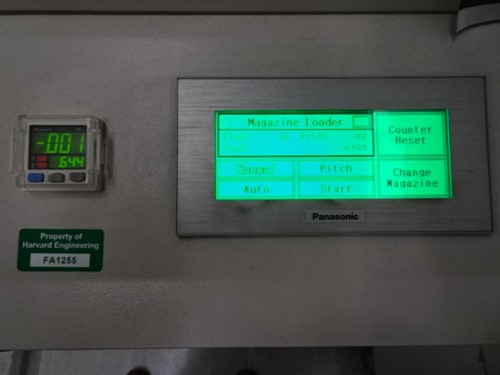 -001
644
Property of
Harvard Engineering
FA1255
Magazine Loader
Pitch 02
Counter
Reset
Manual
Pitch
Auto
Start
Change
Magazine
Panasonic